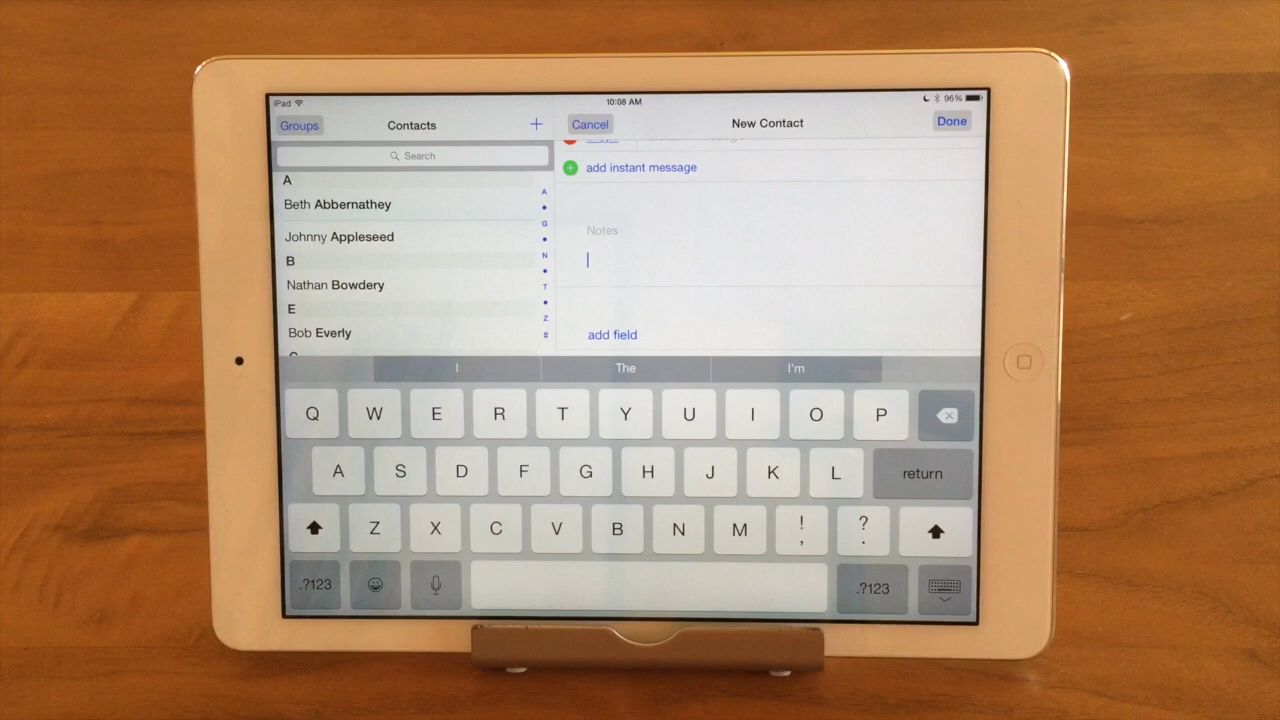 iPad
10:08 AM
96%
Groups
Contacts
+
Search
A
Beth Abbernathey
Johnny Appleseed
B
Nathan Bowdery
E
Bob Everly
A
G
N
T
Z
#
Cancel
New Contact
Done
add instant message
Notes
add field
I
The
I'm
Q W E R T Y U I O P
A S D F G H J K L return
Z X C V B N M ! , ? .
.?123
.?123